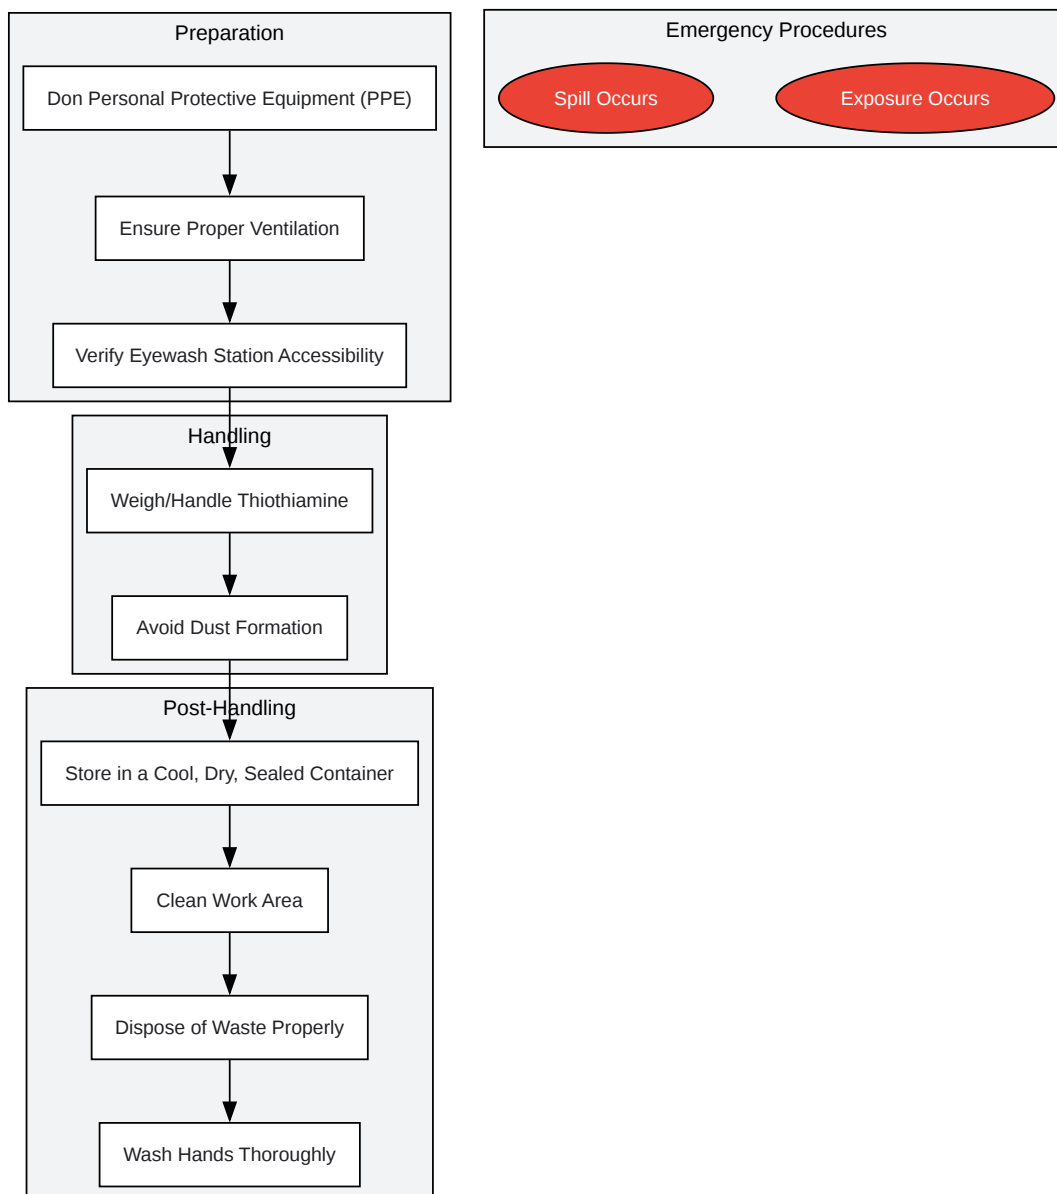 Preparation
Don Personal Protective Equipment (PPE)
Ensure Proper Ventilation
Verify Eyewash Station Accessibility
Handling
Weigh/Handle Thiothiamine
Avoid Dust Formation
Post-Handling
Store in a Cool, Dry, Sealed Container
Clean Work Area
Dispose of Waste Properly
Wash Hands Thoroughly
Emergency Procedures
Spill Occurs
Exposure Occurs